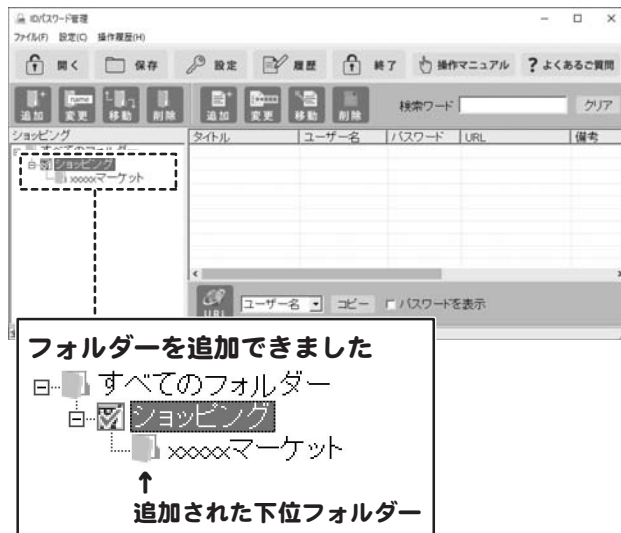 ID/パスワード管理
ファイル(F) 設定(C) 操作履歴(H)
開く 保存 設定 履歴 終了 操作マニュアル ? よくあるご質問
追加 変更 移動 削除 追加 変更 移動 削除 検索ワード クリア
ショッピング タイトル ユーザー名 パスワード URL 備考
すべてのフォルダー
ショッピング
xxxxxマーケット
URL ユーザー名 コピー パスワードを表示
フォルダーを追加できました
すべてのフォルダー
ショッピング
xxxxxマーケット
↑
追加された下位フォルダー